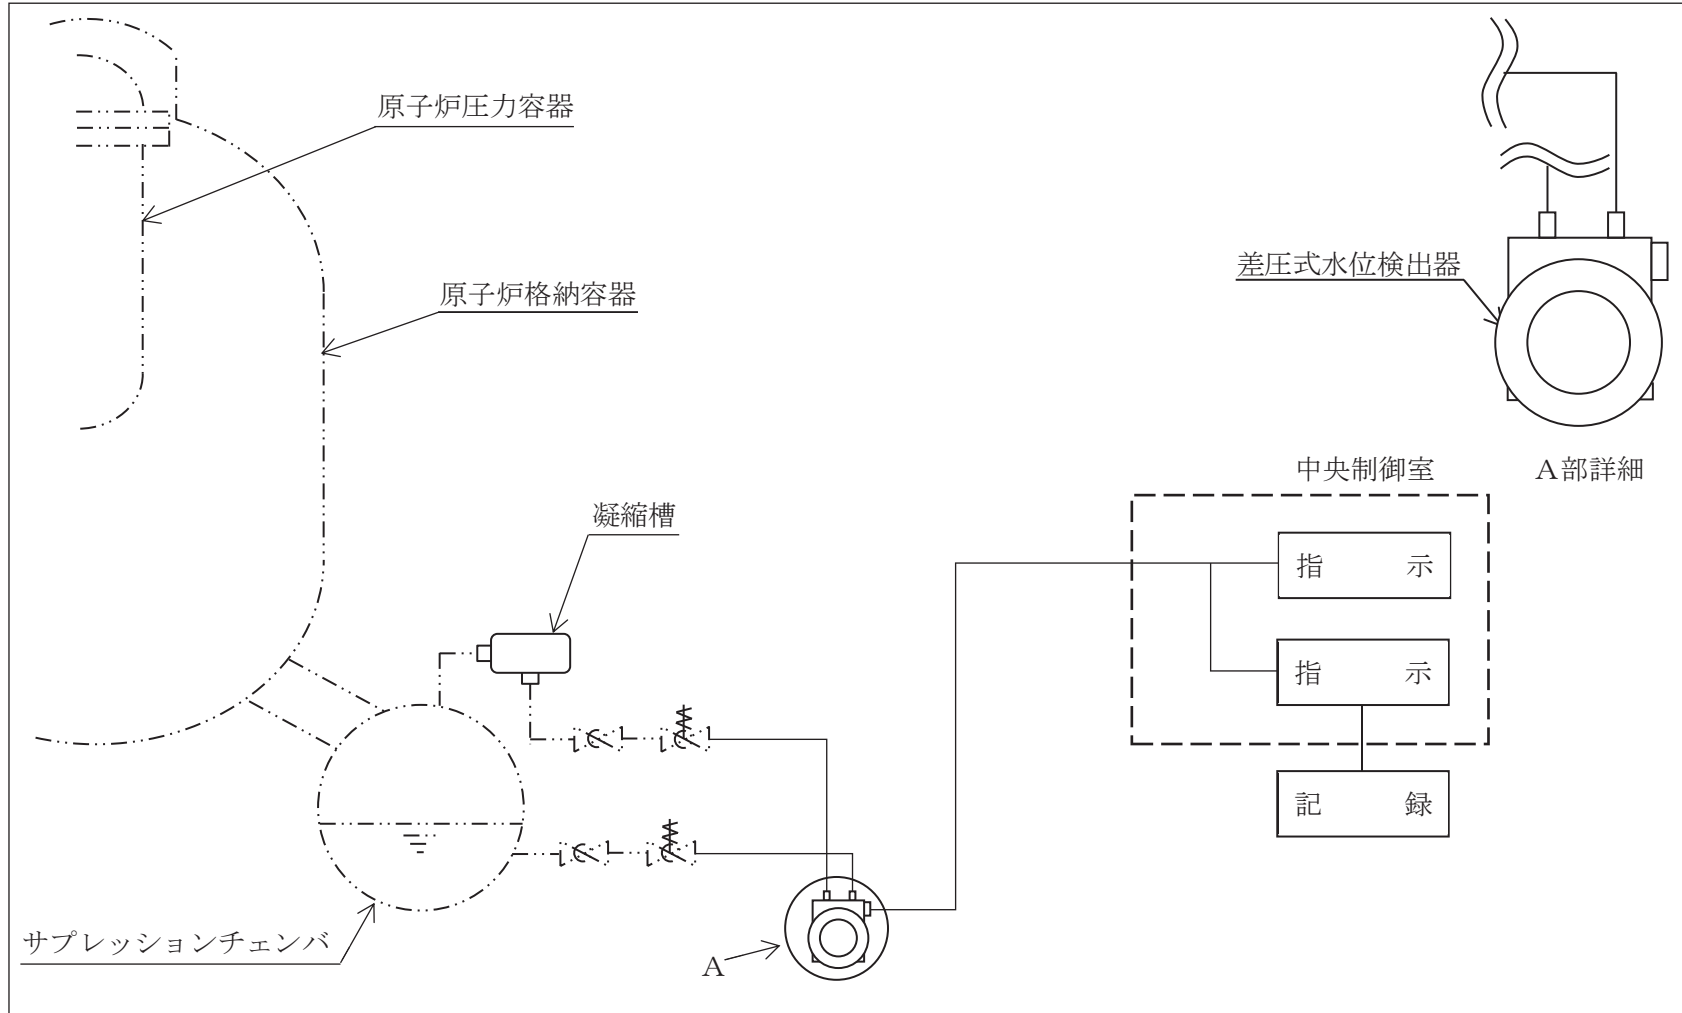 原子炉圧力容器
差圧式水位検出器
原子炉格納容器
中央制御室
A部詳細
凝縮槽
指 示
指 示
記 録
サプレッションチェンバ
A